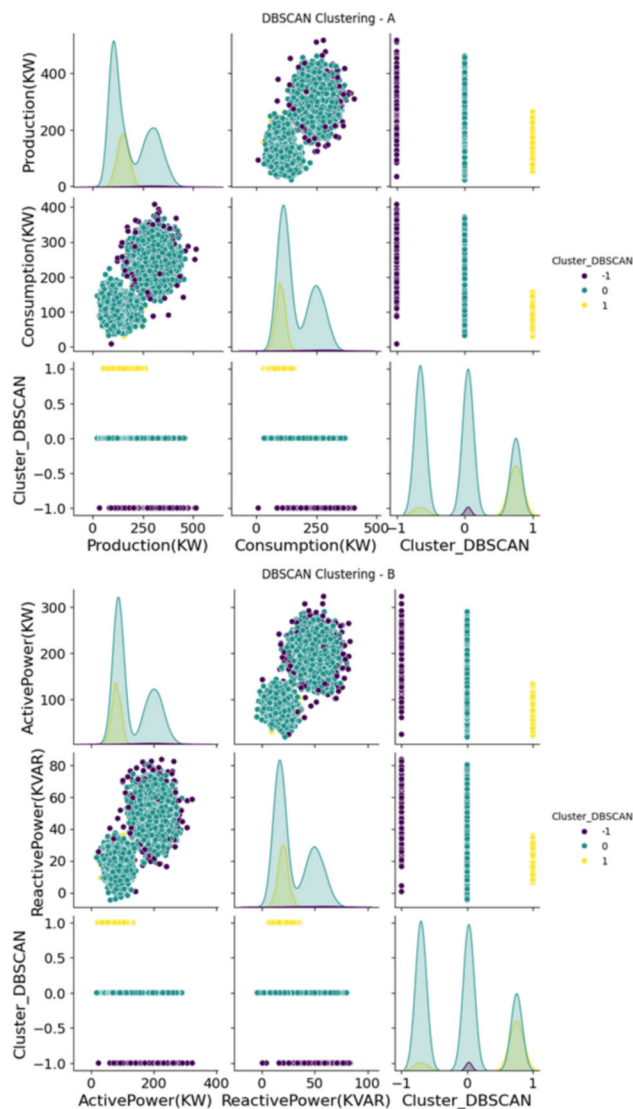 DBSCAN Clustering - A
Production(KW)
400
200
0
Consumption(KW)
400
300
200
100
0
Cluster_DBSCAN
-1
0
1
Cluster_DBSCAN
1.0
0.5
0.0
−0.5
−1.0
0 250 500 0 250 500 −1 0 1
Production(KW) Consumption(KW) Cluster_DBSCAN
DBSCAN Clustering - B
ActivePower(KW)
300
200
100
ReactivePower(KVAR)
80
60
40
20
0
Cluster_DBSCAN
-1
0
1
Cluster_DBSCAN
1.0
0.5
0.0
−0.5
−1.0
0 200 400 0 50 100 −1 0 1
ActivePower(KW) ReactivePower(KVAR) Cluster_DBSCAN